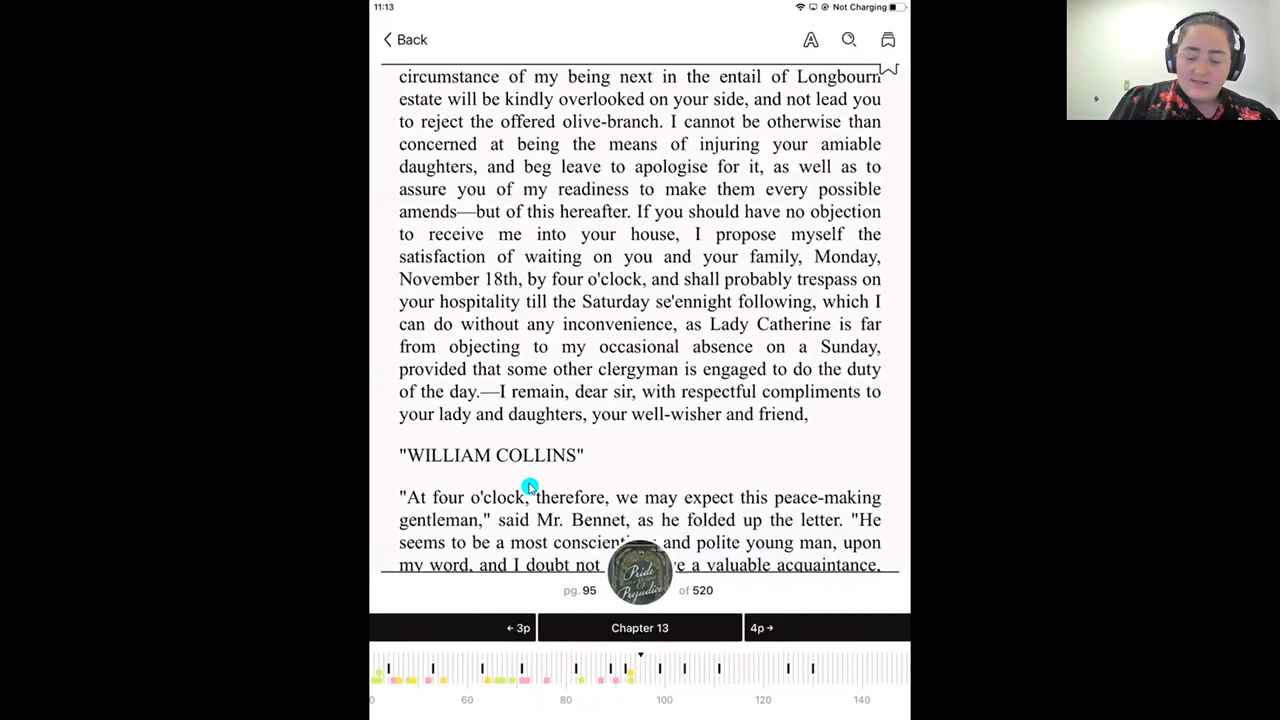 11:13
Not Charging
Back
circumstance of my being next in the entail of Longbourn
estate will be kindly overlooked on your side, and not lead you
to reject the offered olive-branch. I cannot be otherwise than
concerned at being the means of injuring your amiable
daughters, and beg leave to apologise for it, as well as to
assure you of my readiness to make them every possible
amends—but of this hereafter. If you should have no objection
to receive me into your house, I propose myself the
satisfaction of waiting on you and your family, Monday,
November 18th, by four o'clock, and shall probably trespass on
your hospitality till the Saturday se'ennight following, which I
can do without any inconvenience, as Lady Catherine is far
from objecting to my occasional absence on a Sunday,
provided that some other clergyman is engaged to do the duty
of the day.—I remain, dear sir, with respectful compliments to
your lady and daughters, your well-wisher and friend,
"WILLIAM COLLINS"
"At four o'clock, therefore, we may expect this peace-making
gentleman," said Mr. Bennet, as he folded up the letter. "He
seems to be a most and polite young man, upon
my word, and I doubt not a valuable acquaintance,
Pride
&
Prejudice
pg. 95 of 520
← 3p Chapter 13 4p →
60 80 100 120 140